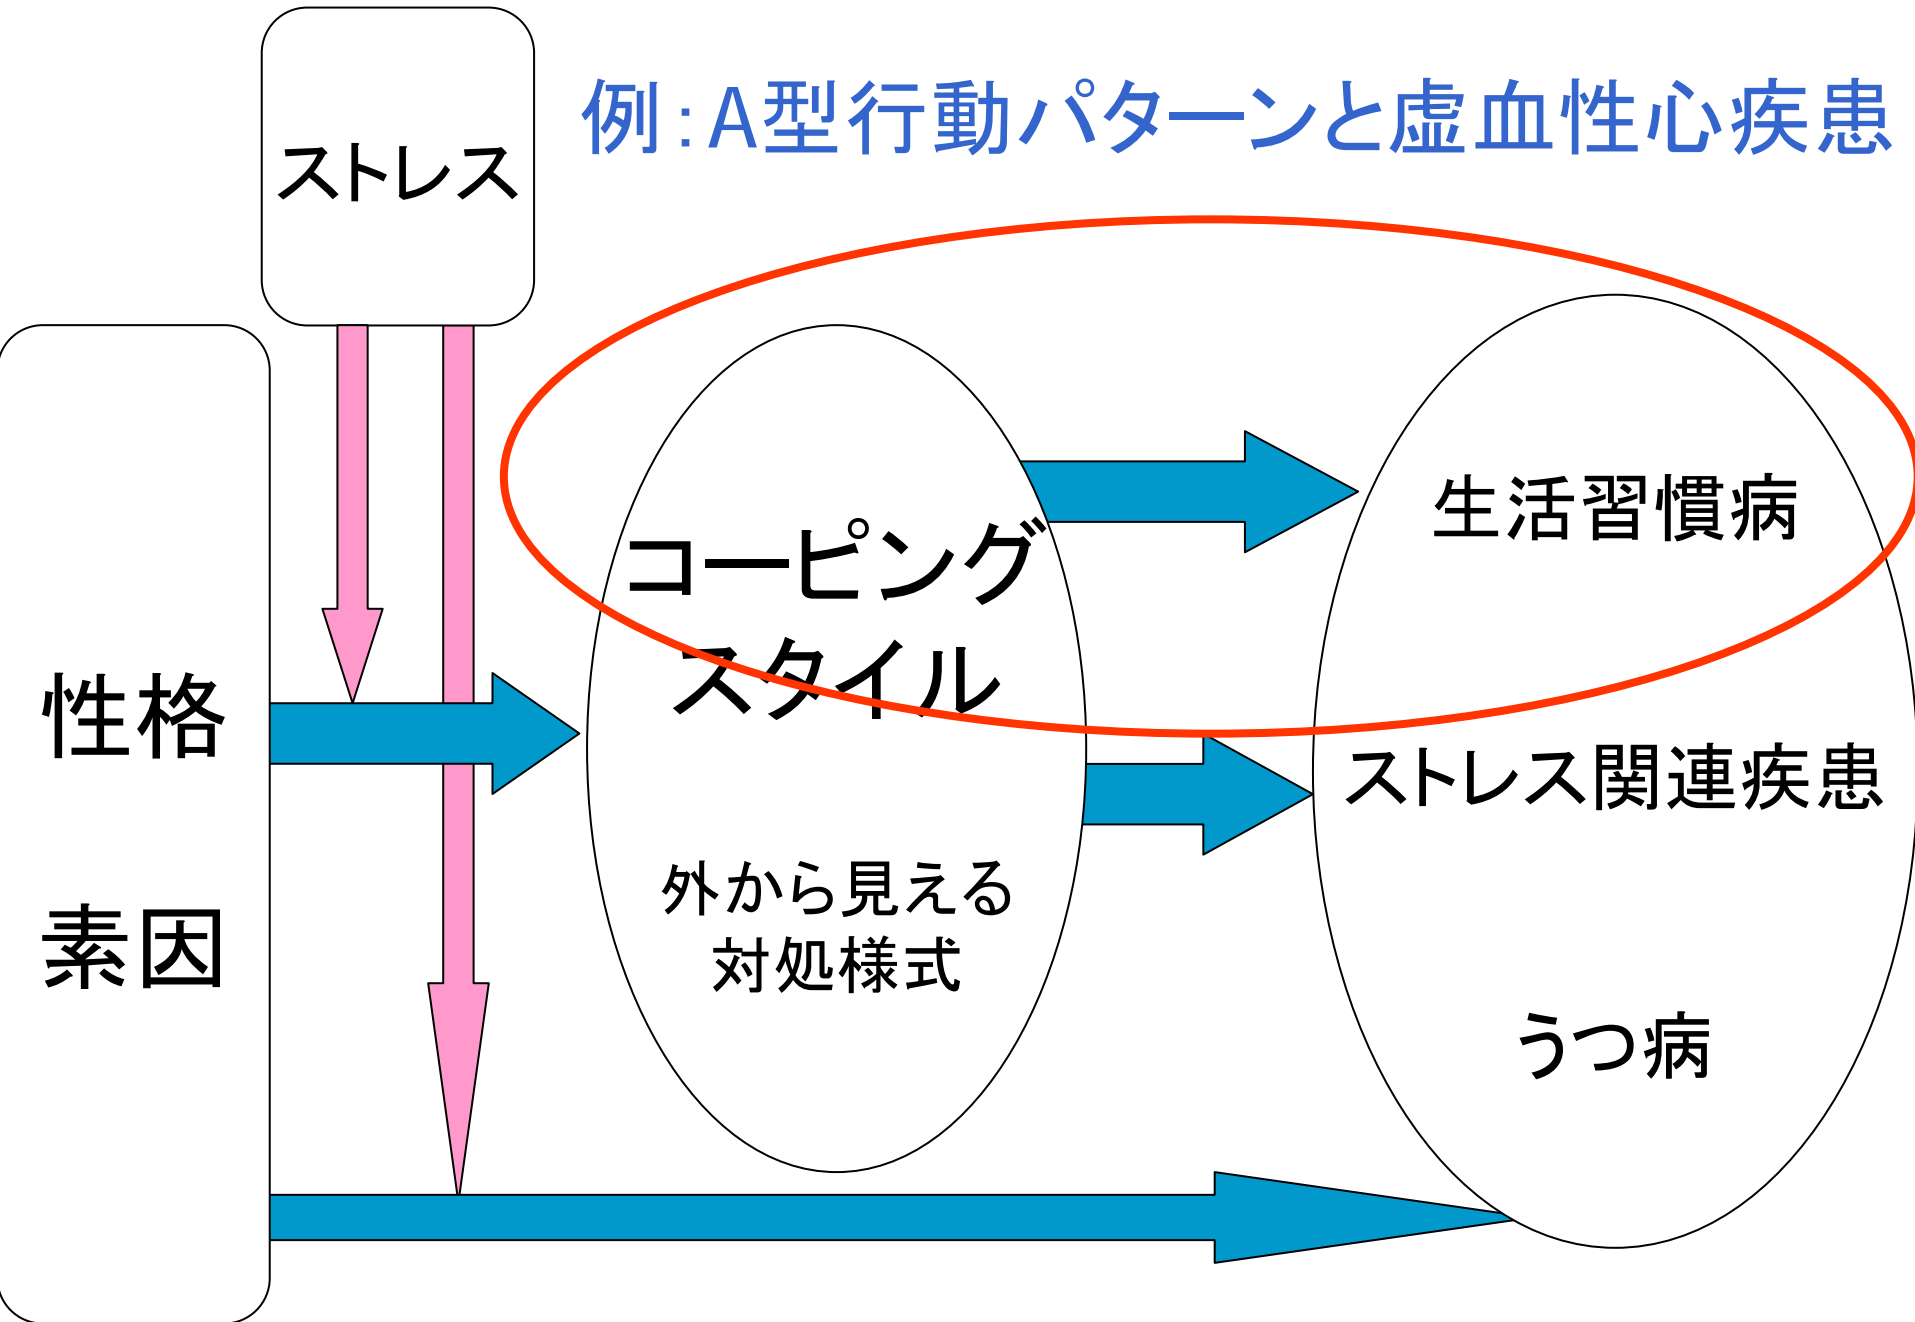 ストレス
例：A型行動パターンと虚血性心疾患
性格
素因
コーピング
スタイル
外から見える
対処様式
生活習慣病
ストレス関連疾患
うつ病